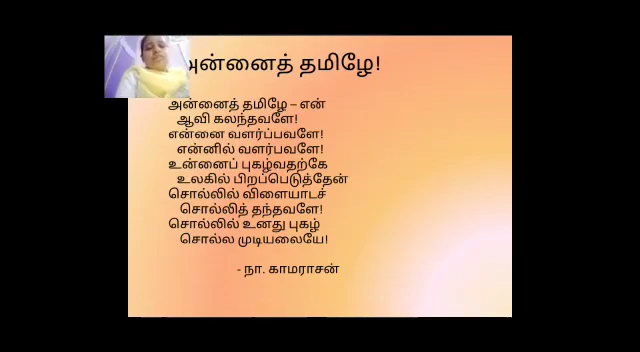 அன்னைத் தமிழே!
அன்னைத் தமிழே – என்
ஆவி கலந்தவளே!
என்னை வளர்ப்பவளே!
என்னில் வளர்பவளே!
உன்னைப் புகழ்வதற்கே
உலகில் பிறப்பெடுத்தேன்
சொல்லில் விளையாடச்
சொல்லித் தந்தவளே!
சொல்லில் உனது புகழ்
சொல்ல முடியலையே!
- நா. காமராசன்